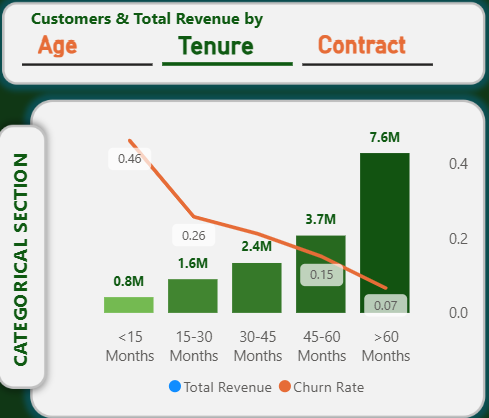 Customers & Total Revenue by
Age Tenure Contract
CATEGORICAL SECTION
7.6M
0.46 0.4
3.7M
0.26 2.4M 0.2
1.6M
0.8M 0.15
0.07 0.0
<15 15-30 30-45 45-60 >60
Months Months Months Months Months
Total Revenue Churn Rate